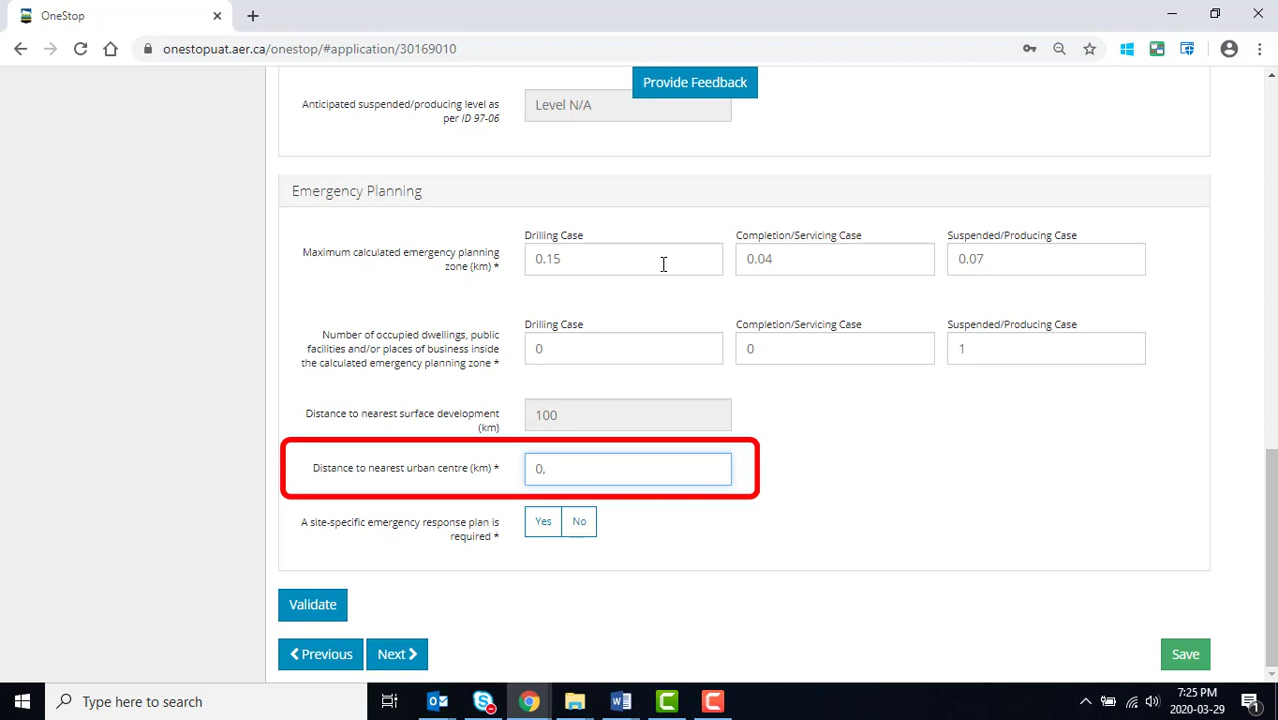 OneStop
onestopuat.aer.ca/onestop/#application/30169010
Provide Feedback
Anticipated suspended/producing level as
per ID 97-06
Level N/A
Emergency Planning
Drilling Case
Completion/Servicing Case
Suspended/Producing Case
Maximum calculated emergency planning
zone (km) *
0.15
0.04
0.07
Drilling Case
Completion/Servicing Case
Suspended/Producing Case
Number of occupied dwellings, public
facilities and/or places of business inside
the calculated emergency planning zone *
0
0
1
Distance to nearest surface development
(km)
100
Distance to nearest urban centre (km) *
0,
A site-specific emergency response plan is
required *
Yes
No
Validate
Previous
Next
Save
Type here to search
7:25 PM
2020-03-29
1